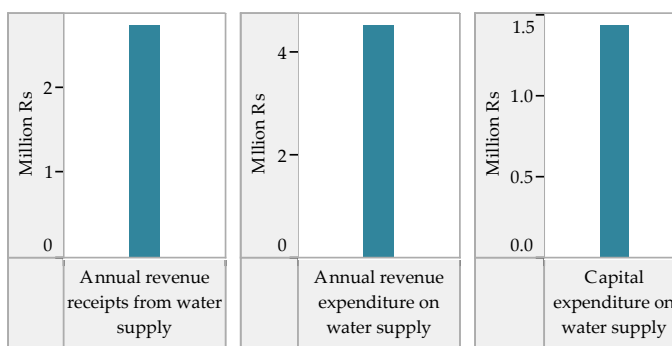 Million Rs
2
1
0
Annual revenue
receipts from water
supply
Mllion Rs
4
2
0
Annual revenue
expenditure on
water supply
Million Rs
1.5
1.0
0.5
0.0
Capital
expenditure on
water supply